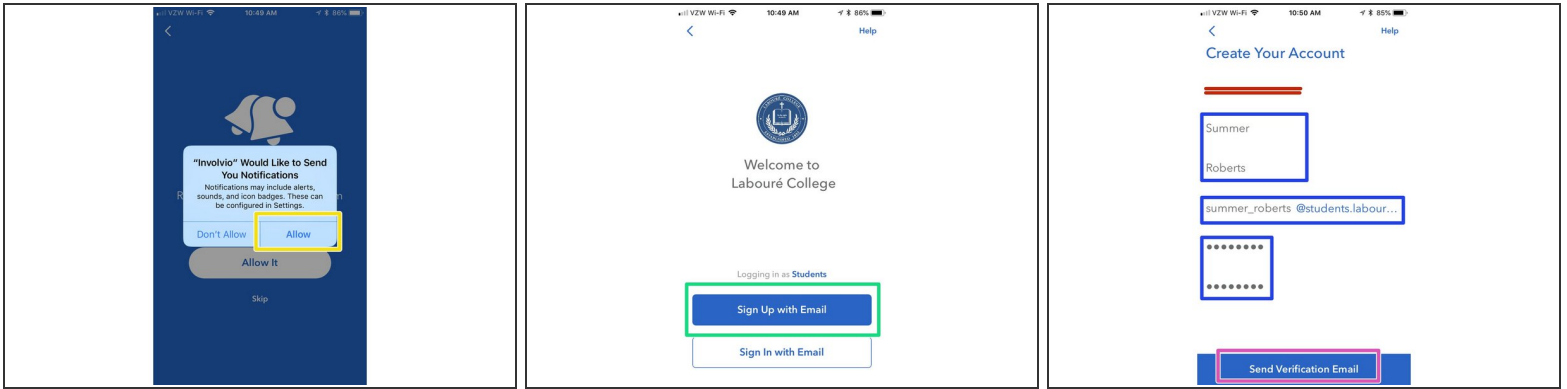 VZW Wi-Fi 10:49 AM 86%
"Involvio" Would Like to Send
You Notifications
Notifications may include alerts,
sounds, and icon badges. These can
be configured in Settings.
Don't Allow Allow
Allow It
Skip
VZW Wi-Fi 10:49 AM 86%
Help
LABOURÉ COLLEGE
Welcome to
Labouré College
Logging in as Students
Sign Up with Email
Sign In with Email
VZW Wi-Fi 10:50 AM 85%
Help
Create Your Account
Summer
Roberts
summer_roberts @students.labour...
Send Verification Email